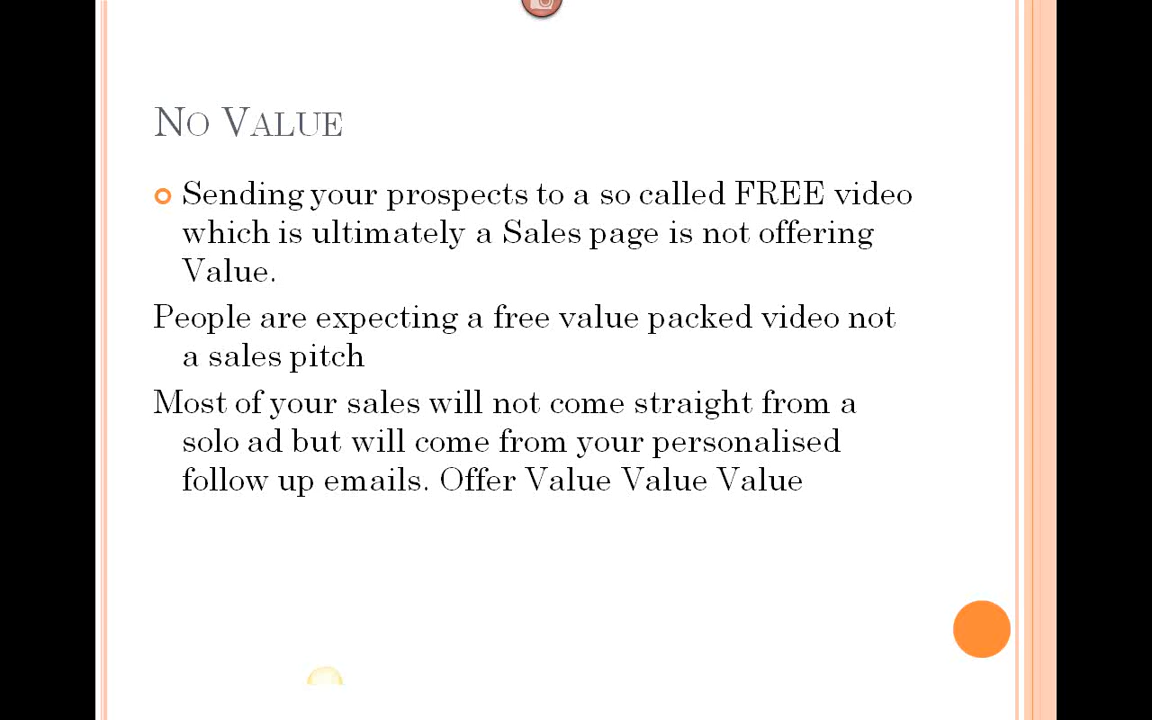 No Value
Sending your prospects to a so called FREE video
which is ultimately a Sales page is not offering
Value.
People are expecting a free value packed video not
a sales pitch
Most of your sales will not come straight from a
solo ad but will come from your personalised
follow up emails. Offer Value Value Value